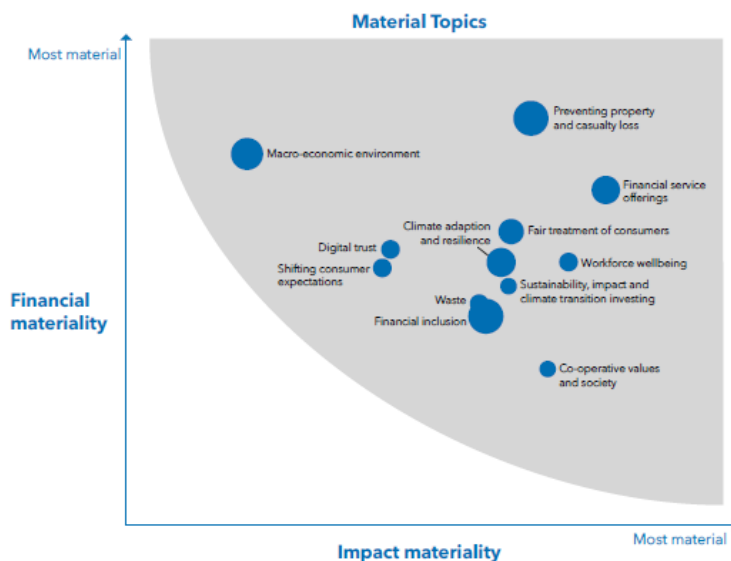 Material Topics
Most material
Preventing property
and casualty loss
Macro-economic environment
Financial service
offerings
Climate adaption
and resilience
Fair treatment of consumers
Digital trust
Shifting consumer
expectations
Workforce wellbeing
Sustainability, impact and
climate transition investing
Waste
Financial inclusion
Financial
materiality
Co-operative values
and society
Most material
Impact materiality